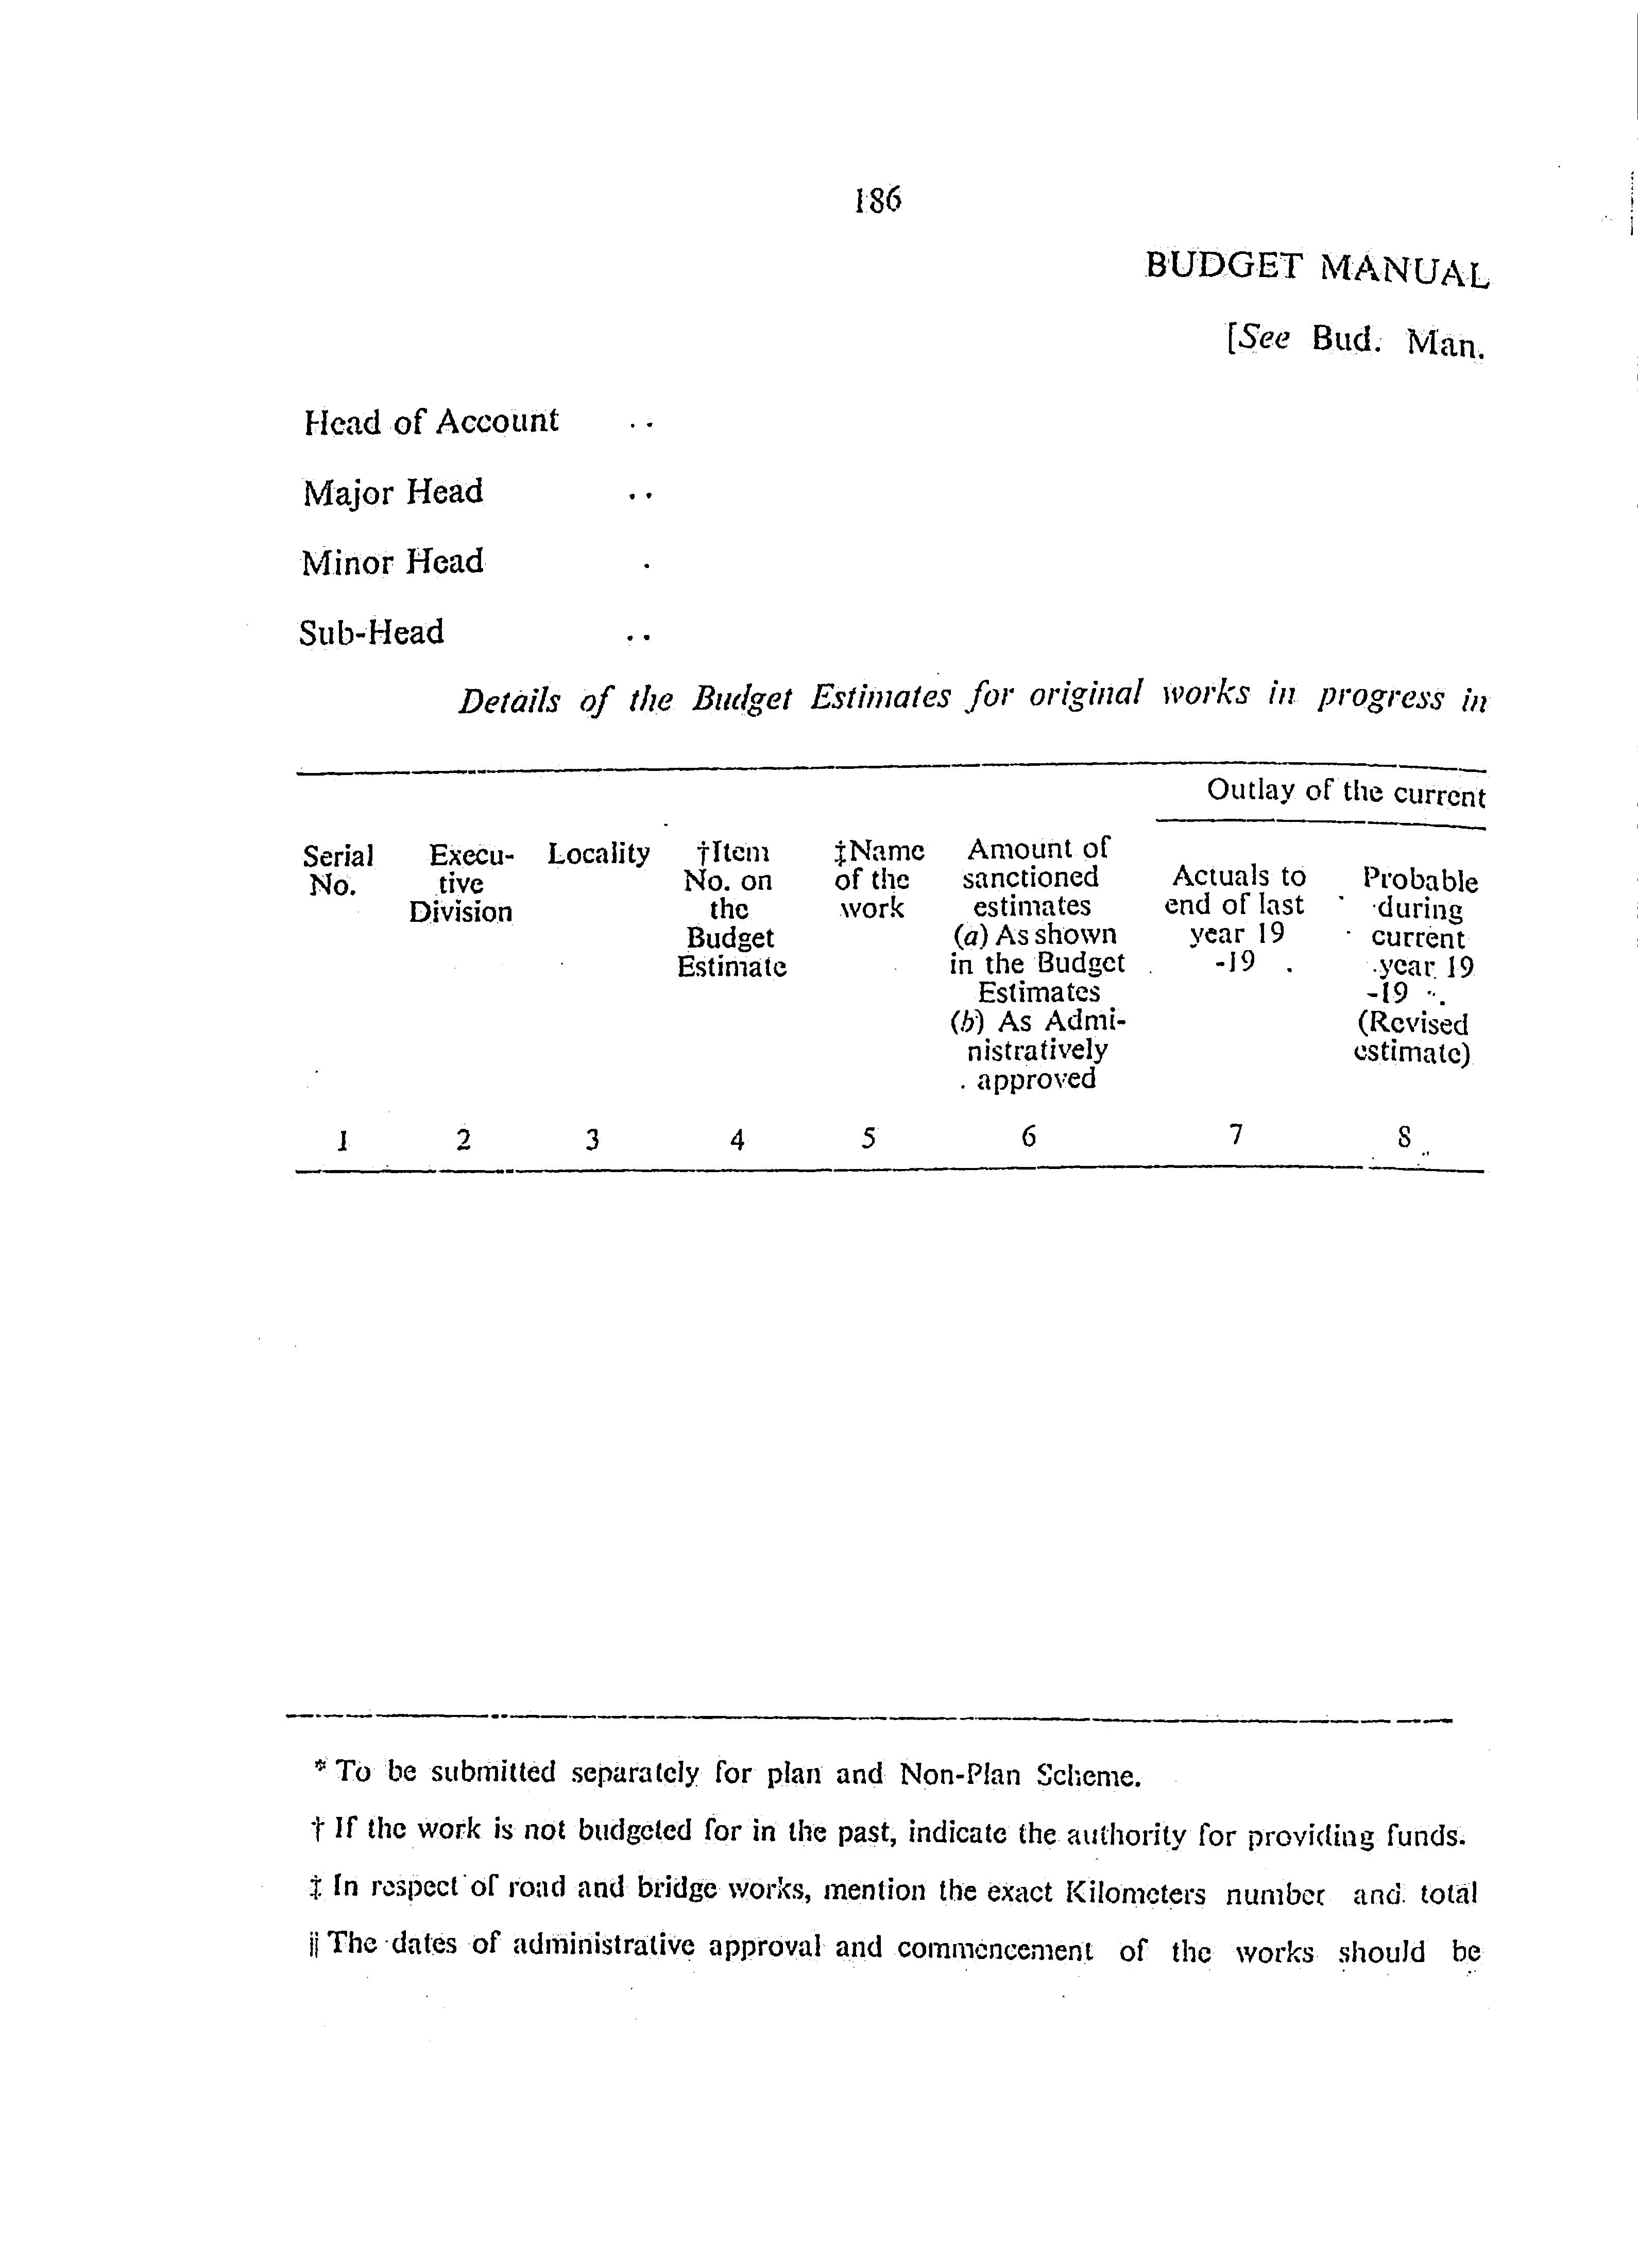 186
BUDGET MANUAL
[See Bud. Man.
Head of Account ..
Major Head ..
Minor Head .
Sub-Head ..
Details of the Budget Estimates for original works in progress in
Outlay of the current
Serial No.
Execu-
tive
Division
Locality
†Item
No. on
the
Budget
Estimate
‡Name
of the
work
Amount of
sanctioned
estimates
(a) As shown
in the Budget
Estimates
(b) As Admi-
nistratively
approved
Actuals to
end of last
year 19
-19 .
Probable
during
current
year 19
-19 .
(Revised
estimate)
1 2 3 4 5 6 7 8
* To be submitted separately for plan and Non-Plan Scheme.
† If the work is not budgeted for in the past, indicate the authority for providing funds.
‡ In respect of road and bridge works, mention the exact Kilometers number and total
|| The dates of administrative approval and commencement of the works should be